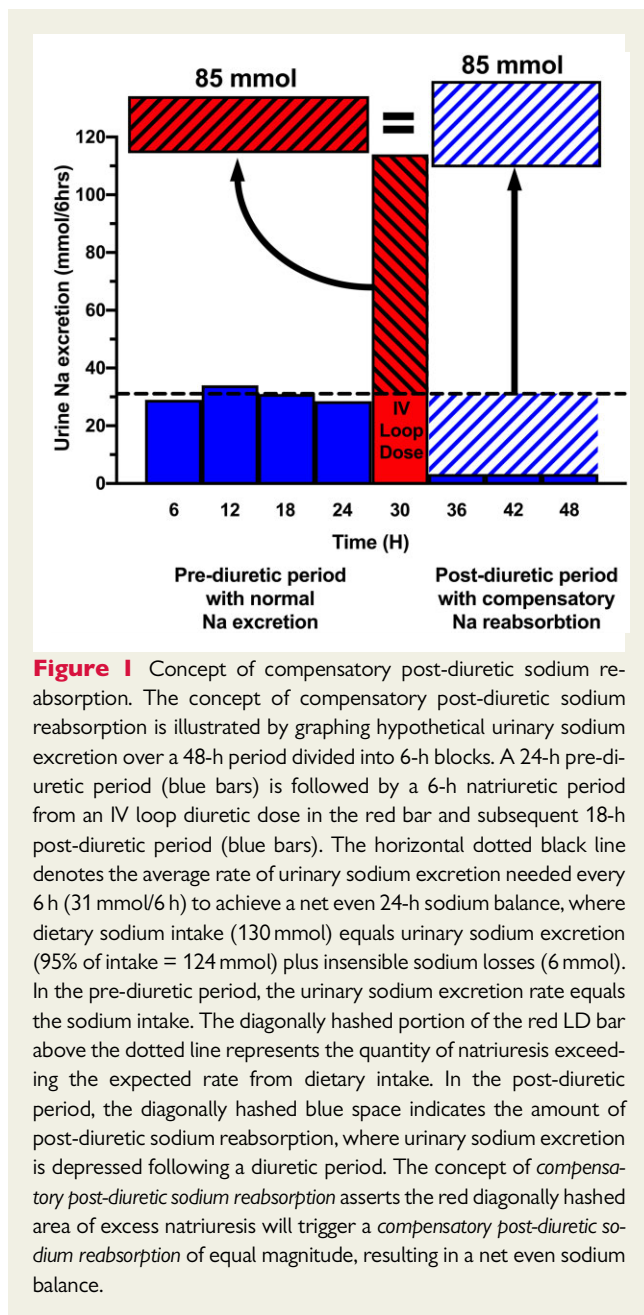 85 mmol
85 mmol
=
Urine Na excretion (mmol/6hrs)
120
100
80
60
40
20
0
IV
Loop
Dose
6 12 18 24 30 36 42 48
Time (H)
Pre-diuretic period
with normal
Na excretion
Post-diuretic period
with compensatory
Na reabsorbtion
Figure 1 Concept of compensatory post-diuretic sodium re-
absorption. The concept of compensatory post-diuretic sodium
reabsorption is illustrated by graphing hypothetical urinary sodium
excretion over a 48-h period divided into 6-h blocks. A 24-h pre-di-
uretic period (blue bars) is followed by a 6-h natriuretic period
from an IV loop diuretic dose in the red bar and subsequent 18-h
post-diuretic period (blue bars). The horizontal dotted black line
denotes the average rate of urinary sodium excretion needed every
6 h (31 mmol/6 h) to achieve a net even 24-h sodium balance, where
dietary sodium intake (130 mmol) equals urinary sodium excretion
(95% of intake = 124 mmol) plus insensible sodium losses (6 mmol).
In the pre-diuretic period, the urinary sodium excretion rate equals
the sodium intake. The diagonally hashed portion of the red LD bar
above the dotted line represents the quantity of natriuresis exceed-
ing the expected rate from dietary intake. In the post-diuretic
period, the diagonally hashed blue space indicates the amount of
post-diuretic sodium reabsorption, where urinary sodium excretion
is depressed following a diuretic period. The concept of compensa-
tory post-diuretic sodium reabsorption asserts the red diagonally hashed
area of excess natriuresis will trigger a compensatory post-diuretic so-
dium reabsorption of equal magnitude, resulting in a net even sodium
balance.